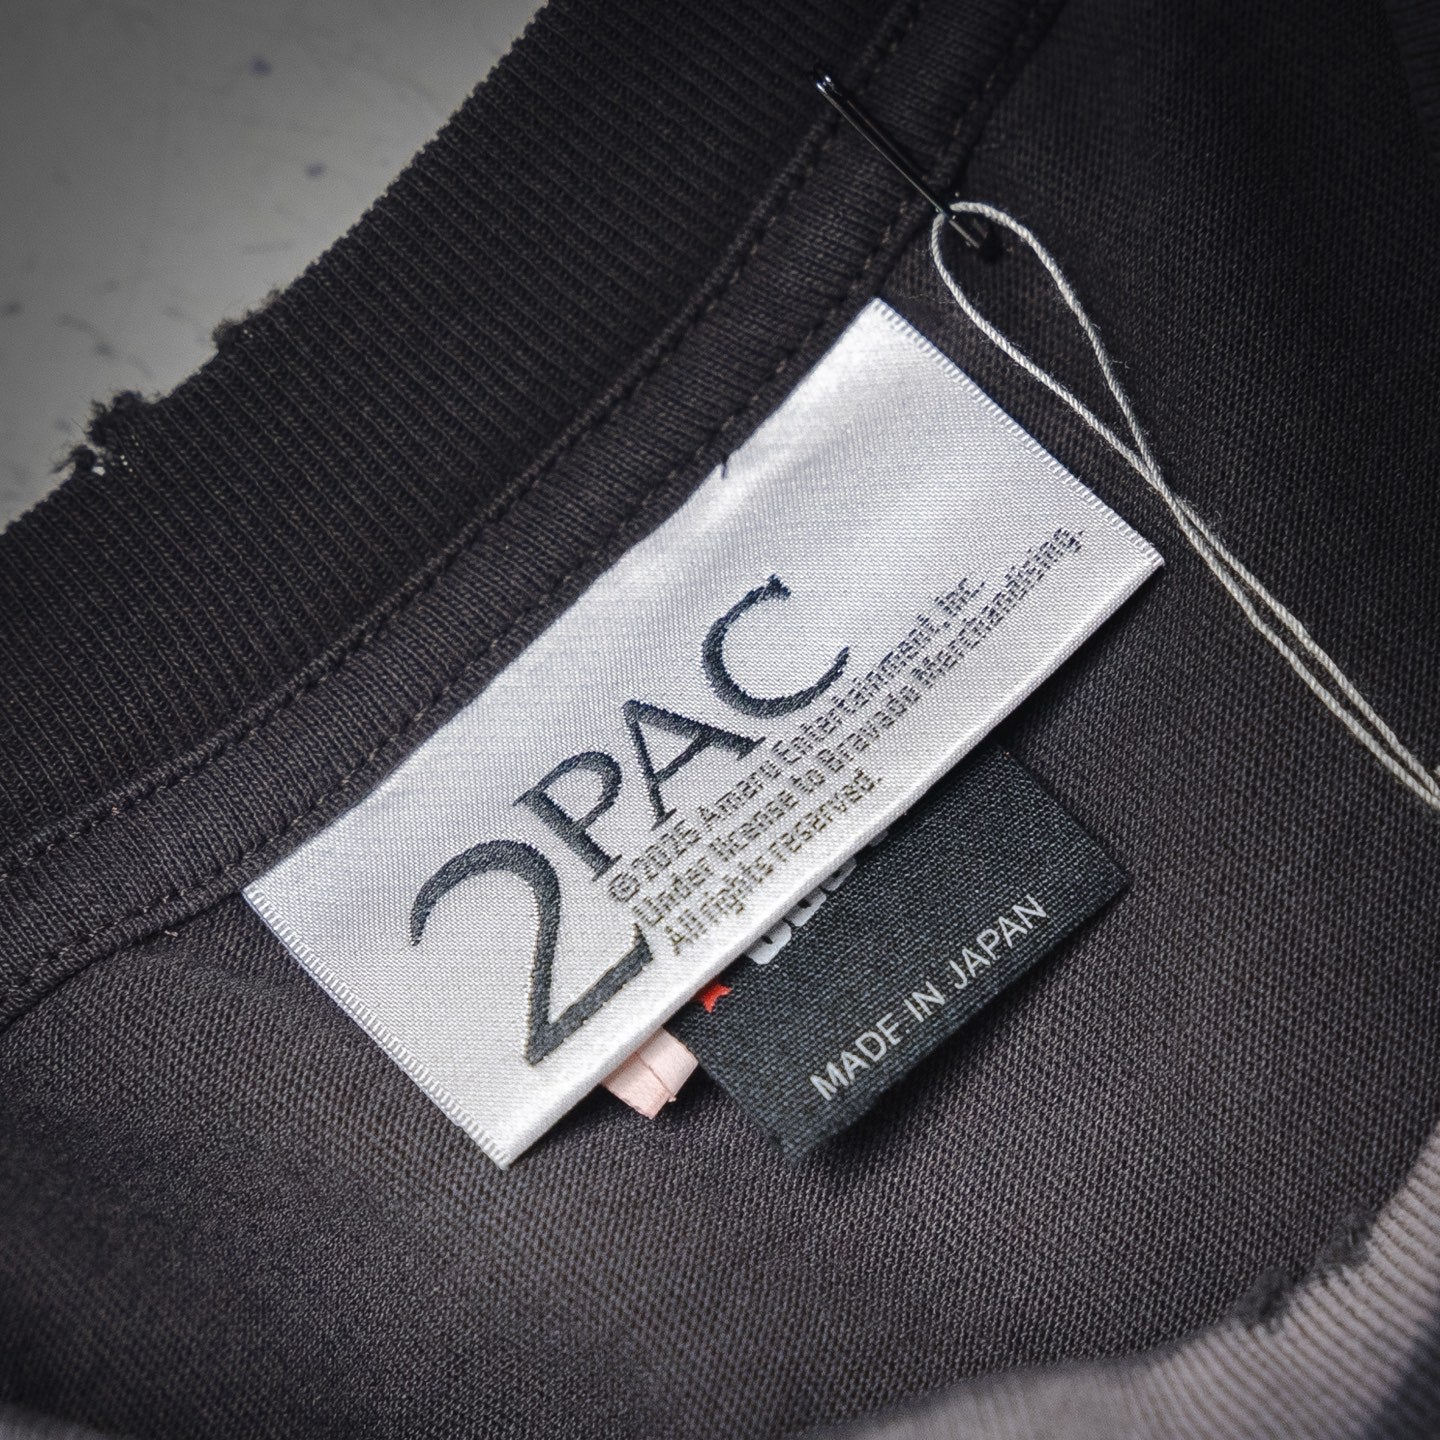 2PAC
©2025 Amaru Entertainment, Inc.
Under license to Bravado Merchandising.
All rights reserved.
MADE IN JAPAN